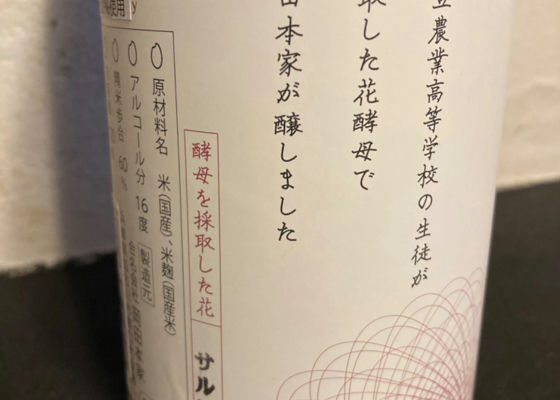 農業高等学校の生徒が
した花酵母で
本家が醸しました
酵母を採取した花
サル
○原材料名 米(国産)、米麹(国産米)
○アルコール分 16度 製造元
○精米歩合 60%
使用